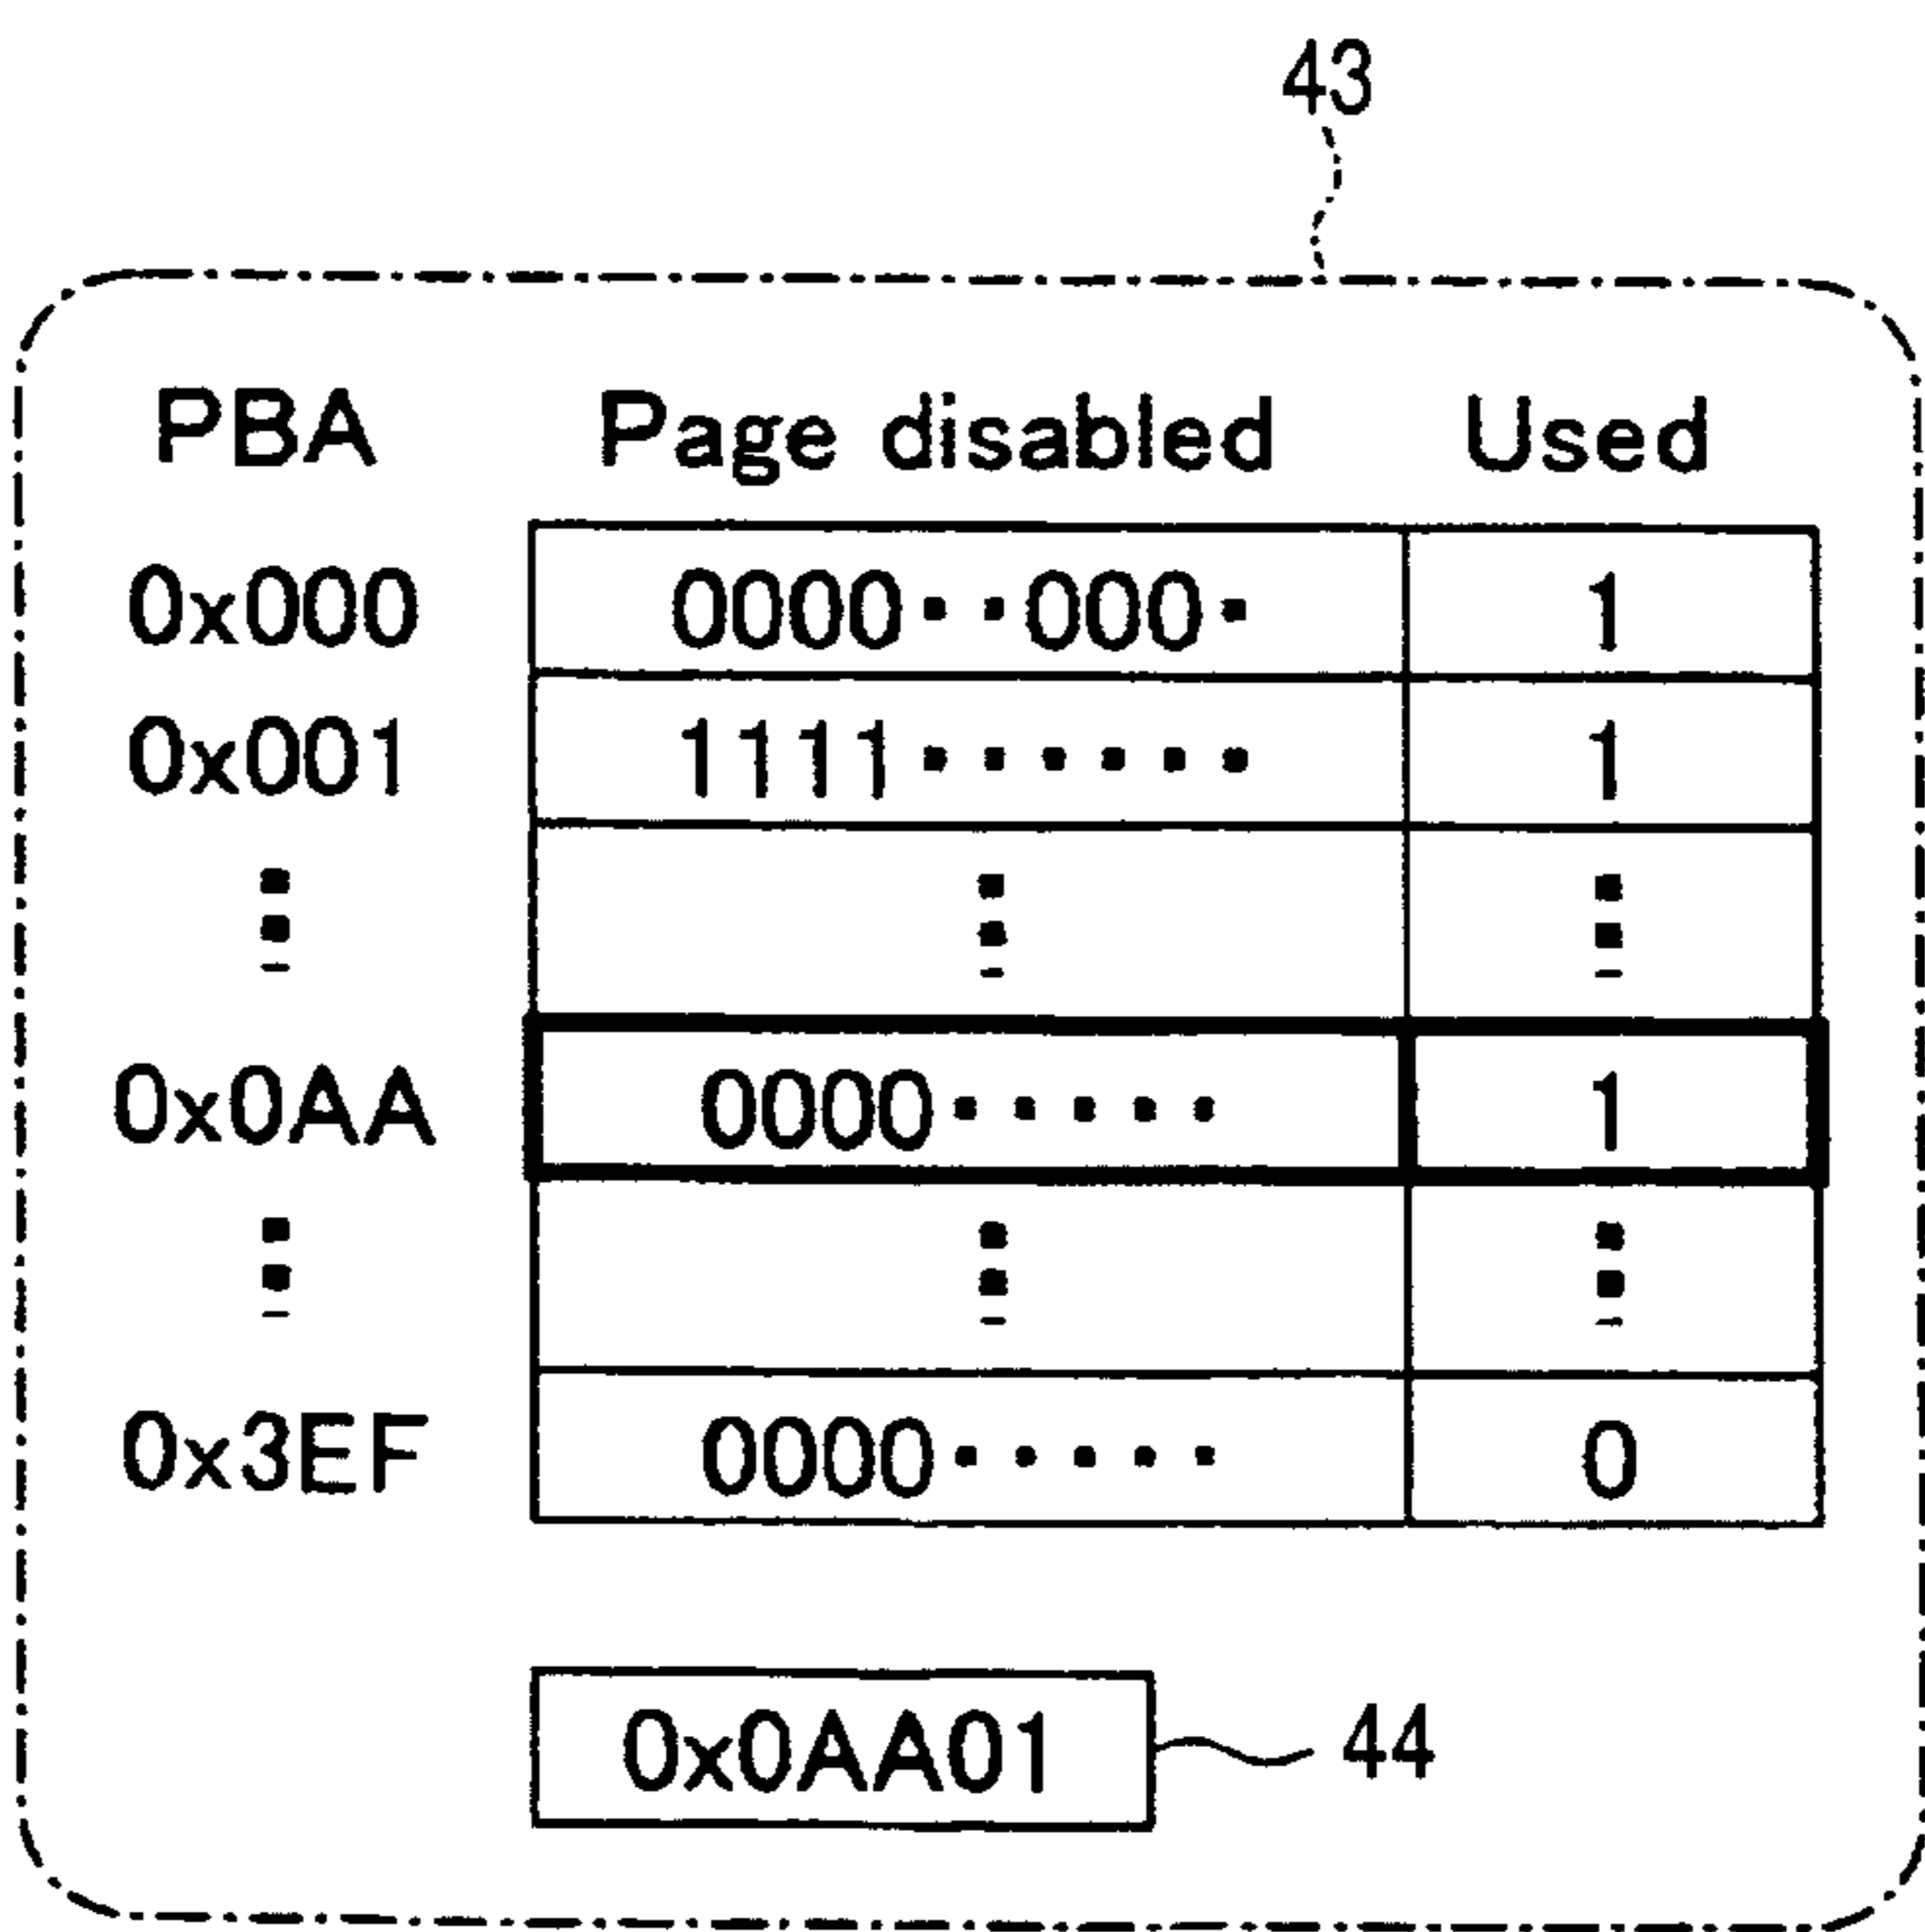 43
PBA Page disabled Used
0x000 0000··000· 1
0x001 1111······ 1
0x0AA 0000····· 1
0x3EF 0000····· 0
0x0AA01 44